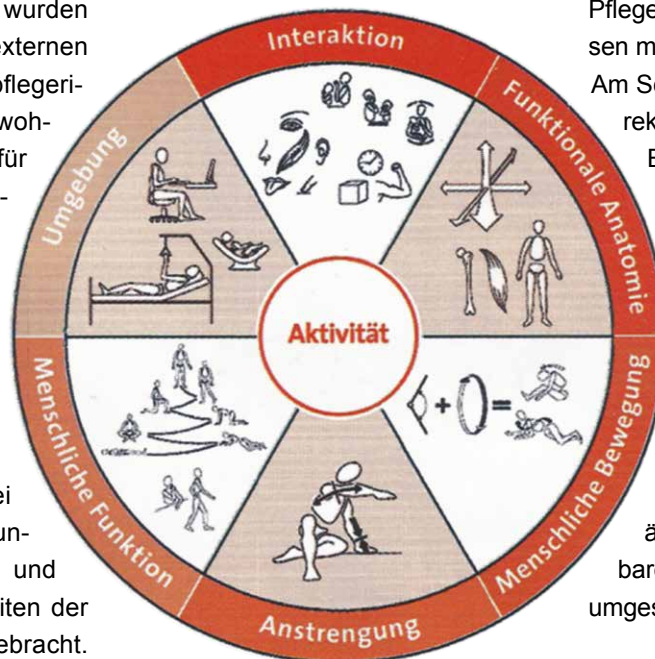 wurden
externen
pflegeri-
woh-
für
-
ei
un-
und
iten der
ebracht.
Interaktion
Funktionale Anatomie
Menschliche Bewegung
Anstrengung
Menschliche Funktion
Umgebung
Aktivität
+ =
Pflege
sen m
Am Se
rek
E
ä
bar
umges